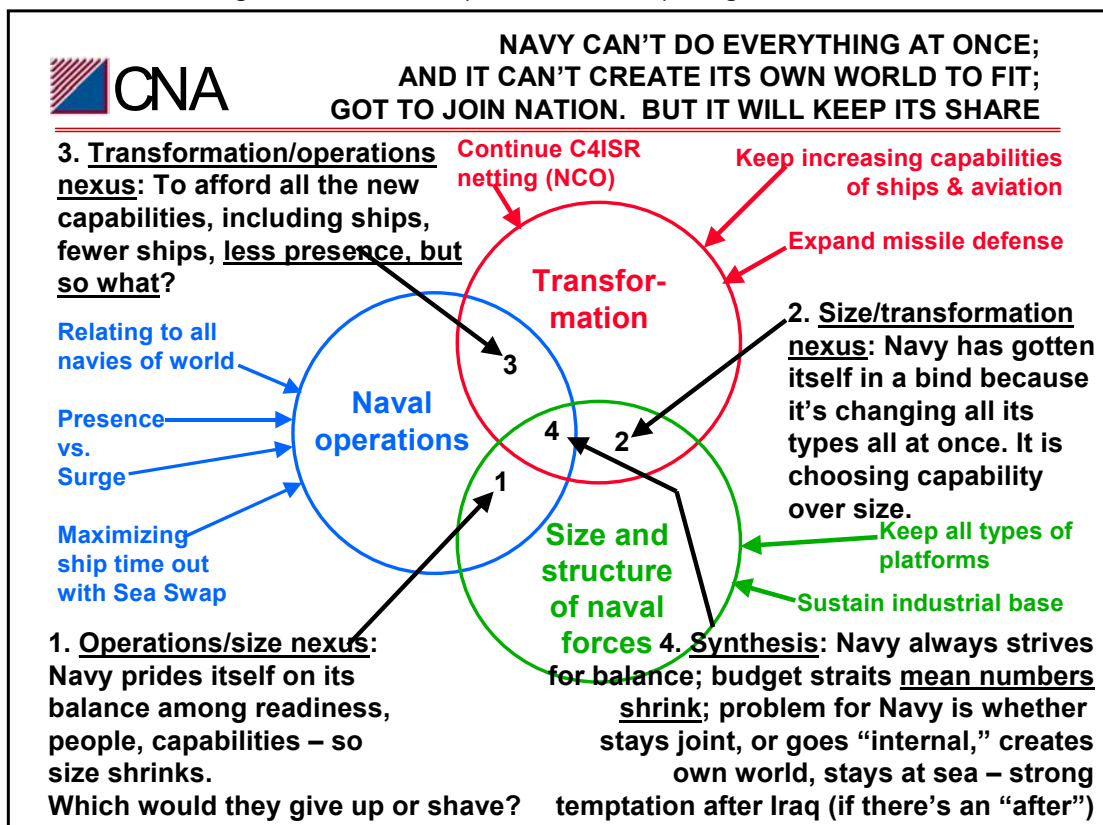 CNA
NAVY CAN'T DO EVERYTHING AT ONCE;
AND IT CAN'T CREATE ITS OWN WORLD TO FIT;
GOT TO JOIN NATION.  BUT IT WILL KEEP ITS SHARE
3. Transformation/operations
nexus: To afford all the new
capabilities, including ships,
fewer ships, less presence, but
so what?
Continue C4ISR
netting (NCO)
Keep increasing capabilities
of ships & aviation
Expand missile defense
Transfor-
mation
Relating to all
navies of world
Presence
vs.
Surge
Maximizing
ship time out
with Sea Swap
Naval
operations
3
4
2
1
2. Size/transformation
nexus: Navy has gotten
itself in a bind because
it's changing all its
types all at once. It is
choosing capability
over size.
Keep all types of
platforms
Sustain industrial base
Size and
structure
of naval
forces
1. Operations/size nexus:
Navy prides itself on its
balance among readiness,
people, capabilities – so
size shrinks.
Which would they give up or shave?
4. Synthesis: Navy always strives
for balance; budget straits mean numbers
shrink; problem for Navy is whether
stays joint, or goes "internal," creates
own world, stays at sea – strong
temptation after Iraq (if there's an "after")